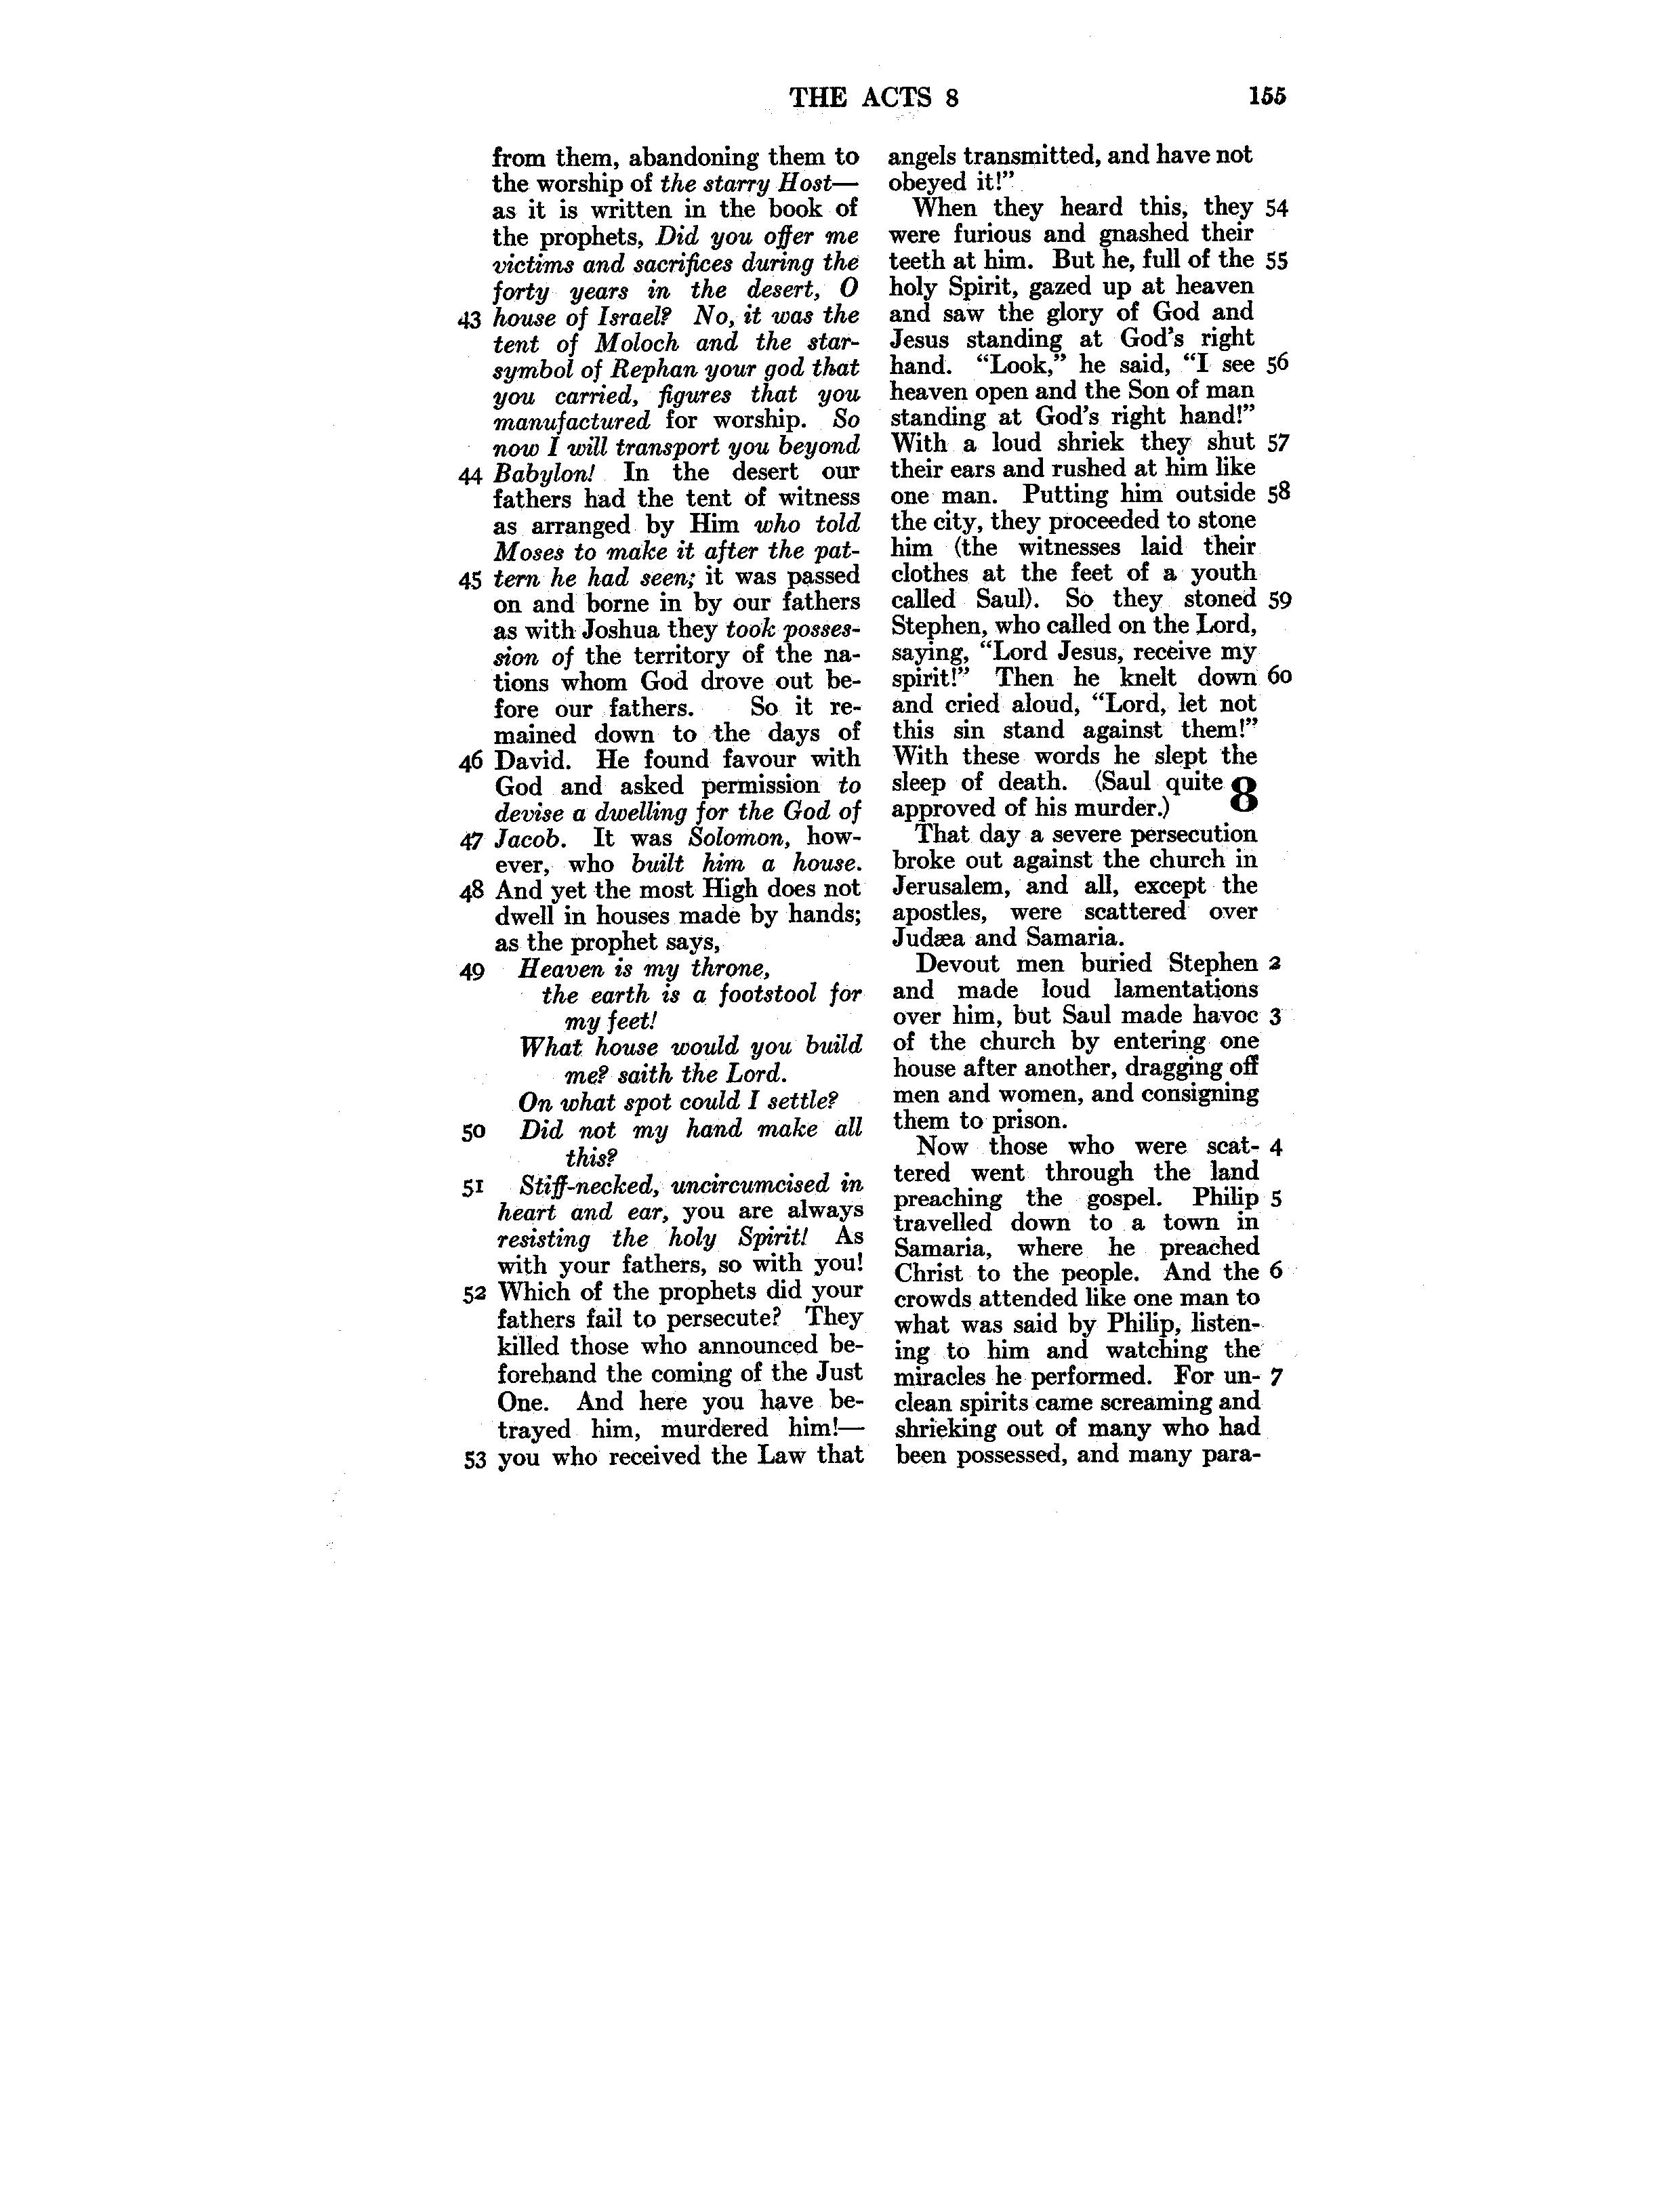 THE ACTS 8 155
from them, abandoning them to
the worship of the starry Host—
as it is written in the book of
the prophets, Did you offer me
victims and sacrifices during the
forty years in the desert, O
43 house of Israel? No, it was the
tent of Moloch and the star-
symbol of Rephan your god that
you carried, figures that you
manufactured for worship. So
now I will transport you beyond
44 Babylon! In the desert our
fathers had the tent of witness
as arranged by Him who told
Moses to make it after the pat-
45 tern he had seen; it was passed
on and borne in by our fathers
as with Joshua they took posses-
sion of the territory of the na-
tions whom God drove out be-
fore our fathers. So it re-
mained down to the days of
46 David. He found favour with
God and asked permission to
devise a dwelling for the God of
47 Jacob. It was Solomon, how-
ever, who built him a house.
48 And yet the most High does not
dwell in houses made by hands;
as the prophet says,
49 Heaven is my throne,
the earth is a footstool for
my feet!
What house would you build
me? saith the Lord.
On what spot could I settle?
50 Did not my hand make all
this?
51 Stiff-necked, uncircumcised in
heart and ear, you are always
resisting the holy Spirit! As
with your fathers, so with you!
52 Which of the prophets did your
fathers fail to persecute? They
killed those who announced be-
forehand the coming of the Just
One. And here you have be-
trayed him, murdered him!—
53 you who received the Law that
angels transmitted, and have not
obeyed it!”
When they heard this, they 54
were furious and gnashed their
teeth at him. But he, full of the 55
holy Spirit, gazed up at heaven
and saw the glory of God and
Jesus standing at God's right
hand. “Look,” he said, “I see 56
heaven open and the Son of man
standing at God's right hand!”
With a loud shriek they shut 57
their ears and rushed at him like
one man. Putting him outside 58
the city, they proceeded to stone
him (the witnesses laid their
clothes at the feet of a youth
called Saul). So they stoned 59
Stephen, who called on the Lord,
saying, “Lord Jesus, receive my
spirit!” Then he knelt down 60
and cried aloud, “Lord, let not
this sin stand against them!”
With these words he slept the
sleep of death. (Saul quite 8
approved of his murder.)
That day a severe persecution
broke out against the church in
Jerusalem, and all, except the
apostles, were scattered over
Judæa and Samaria.
Devout men buried Stephen 2
and made loud lamentations
over him, but Saul made havoc 3
of the church by entering one
house after another, dragging off
men and women, and consigning
them to prison.
Now those who were scat- 4
tered went through the land
preaching the gospel. Philip 5
travelled down to a town in
Samaria, where he preached
Christ to the people. And the 6
crowds attended like one man to
what was said by Philip, listen-
ing to him and watching the
miracles he performed. For un- 7
clean spirits came screaming and
shrieking out of many who had
been possessed, and many para-